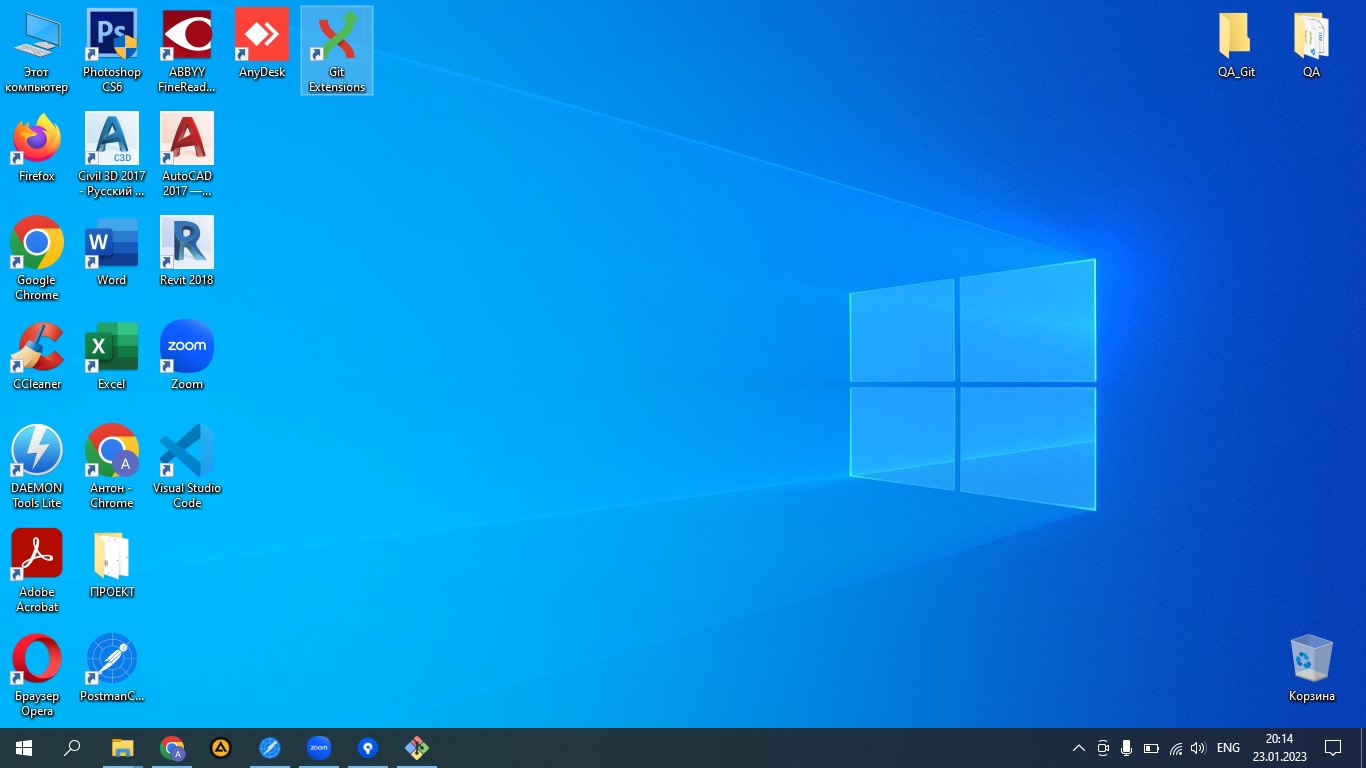 Этот
компьютер
Ps
Photoshop
CS6
ABBYY
FineRead...
AnyDesk
Git
Extensions
QA_Git
QA
Firefox
C3D
Civil 3D 2017
- Русский ...
AutoCAD
2017 —...
Google
Chrome
W
Word
Revit 2018
CCleaner
X
Excel
zoom
Zoom
DAEMON
Tools Lite
A
Антон -
Chrome
Visual Studio
Code
Adobe
Acrobat
ПРОЕКТ
Браузер
Opera
PostmanC...
Корзина
A
zoom
ENG
20:14
23.01.2023